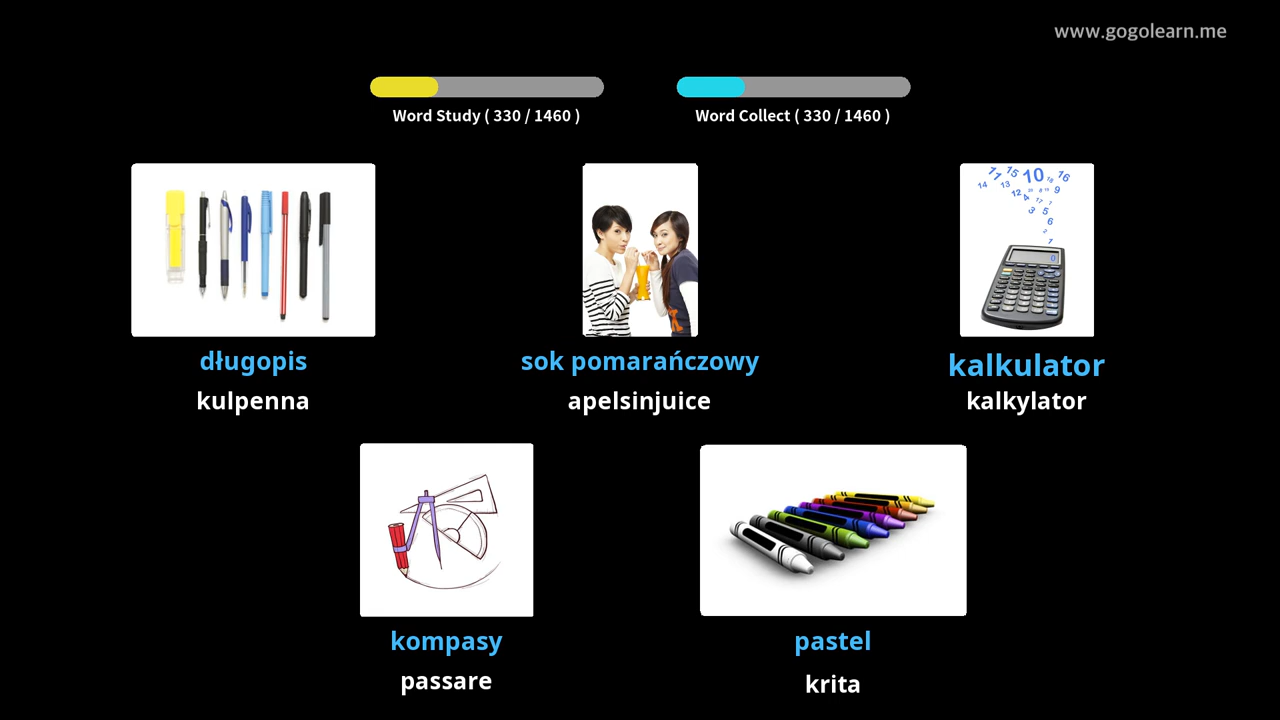 www.gogolearn.me
Word Study ( 330 / 1460 )
Word Collect ( 330 / 1460 )
długopis
kulpenna
sok pomarańczowy
apelsinjuice
kalkulator
kalkylator
kompasy
passare
pastel
krita